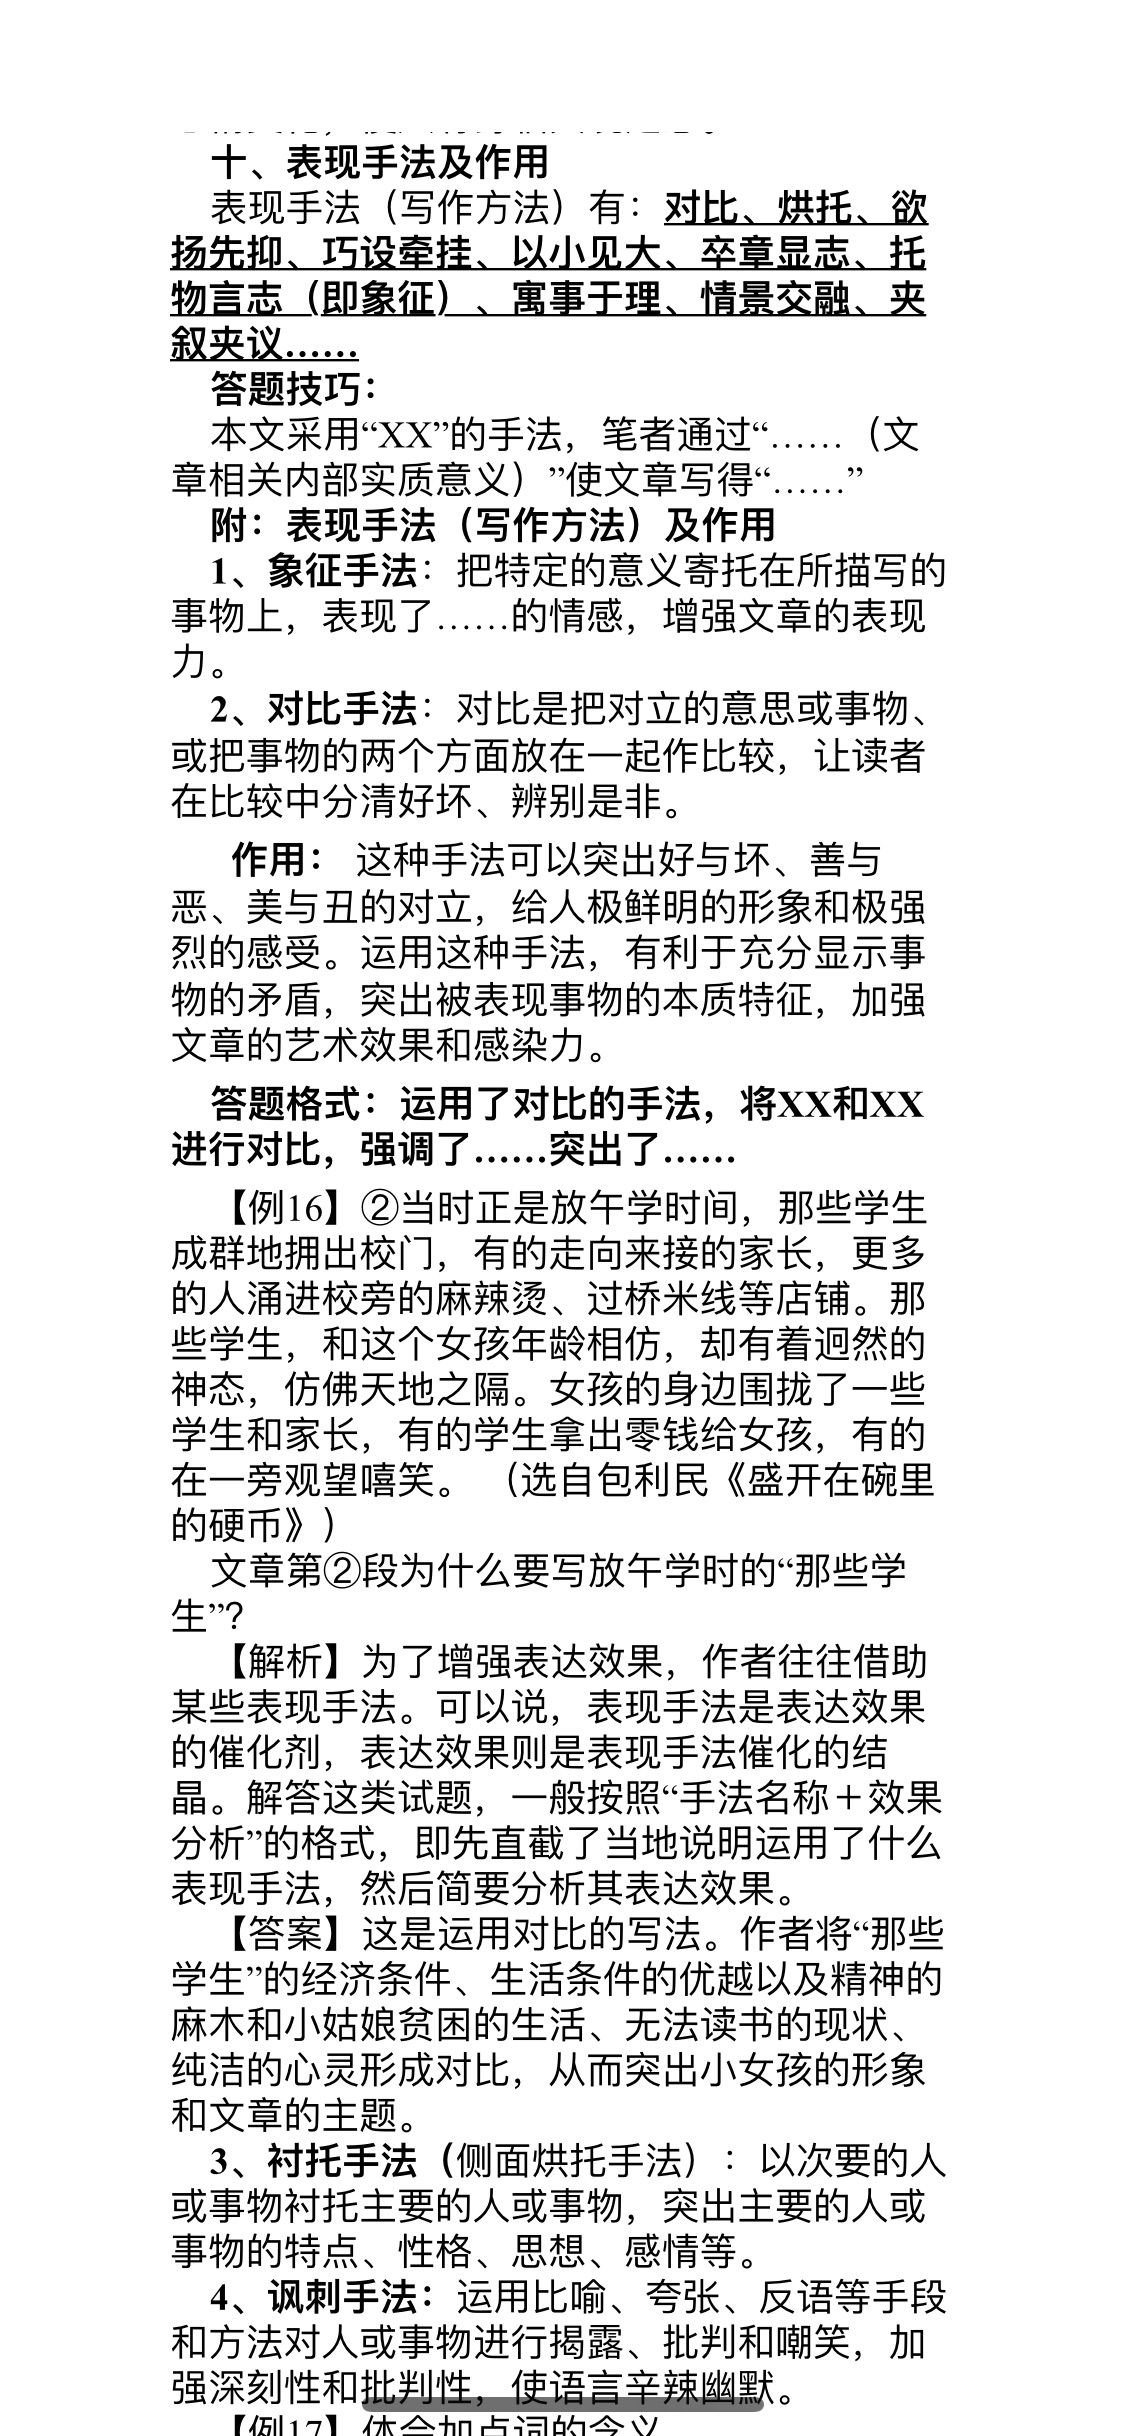 十、表现手法及作用
表现手法（写作方法）有：对比、烘托、欲
扬先抑、巧设牵挂、以小见大、卒章显志、托
物言志（即象征）、寓事于理、情景交融、夹
叙夹议……
答题技巧：
本文采用“XX”的手法，笔者通过“……（文
章相关内部实质意义）”使文章写得“……”
附：表现手法（写作方法）及作用
1、象征手法：把特定的意义寄托在所描写的
事物上，表现了……的情感，增强文章的表现
力。
2、对比手法：对比是把对立的意思或事物、
或把事物的两个方面放在一起作比较，让读者
在比较中分清好坏、辨别是非。
作用： 这种手法可以突出好与坏、善与
恶、美与丑的对立，给人极鲜明的形象和极强
烈的感受。运用这种手法，有利于充分显示事
物的矛盾，突出被表现事物的本质特征，加强
文章的艺术效果和感染力。
答题格式：运用了对比的手法，将XX和XX
进行对比，强调了……突出了……
【例16】②当时正是放午学时间，那些学生
成群地拥出校门，有的走向来接的家长，更多
的人涌进校旁的麻辣烫、过桥米线等店铺。那
些学生，和这个女孩年龄相仿，却有着迥然的
神态，仿佛天地之隔。女孩的身边围拢了一些
学生和家长，有的学生拿出零钱给女孩，有的
在一旁观望嘻笑。（选自包利民《盛开在碗里
的硬币》）
文章第②段为什么要写放午学时的“那些学
生”？
【解析】为了增强表达效果，作者往往借助
某些表现手法。可以说，表现手法是表达效果
的催化剂，表达效果则是表现手法催化的结
晶。解答这类试题，一般按照“手法名称＋效果
分析”的格式，即先直截了当地说明运用了什么
表现手法，然后简要分析其表达效果。
【答案】这是运用对比的写法。作者将“那些
学生”的经济条件、生活条件的优越以及精神的
麻木和小姑娘贫困的生活、无法读书的现状、
纯洁的心灵形成对比，从而突出小女孩的形象
和文章的主题。
3、衬托手法（侧面烘托手法）：以次要的人
或事物衬托主要的人或事物，突出主要的人或
事物的特点、性格、思想、感情等。
4、讽刺手法：运用比喻、夸张、反语等手段
和方法对人或事物进行揭露、批判和嘲笑，加
强深刻性和批判性，使语言辛辣幽默。
【例17】体会加点词的含义